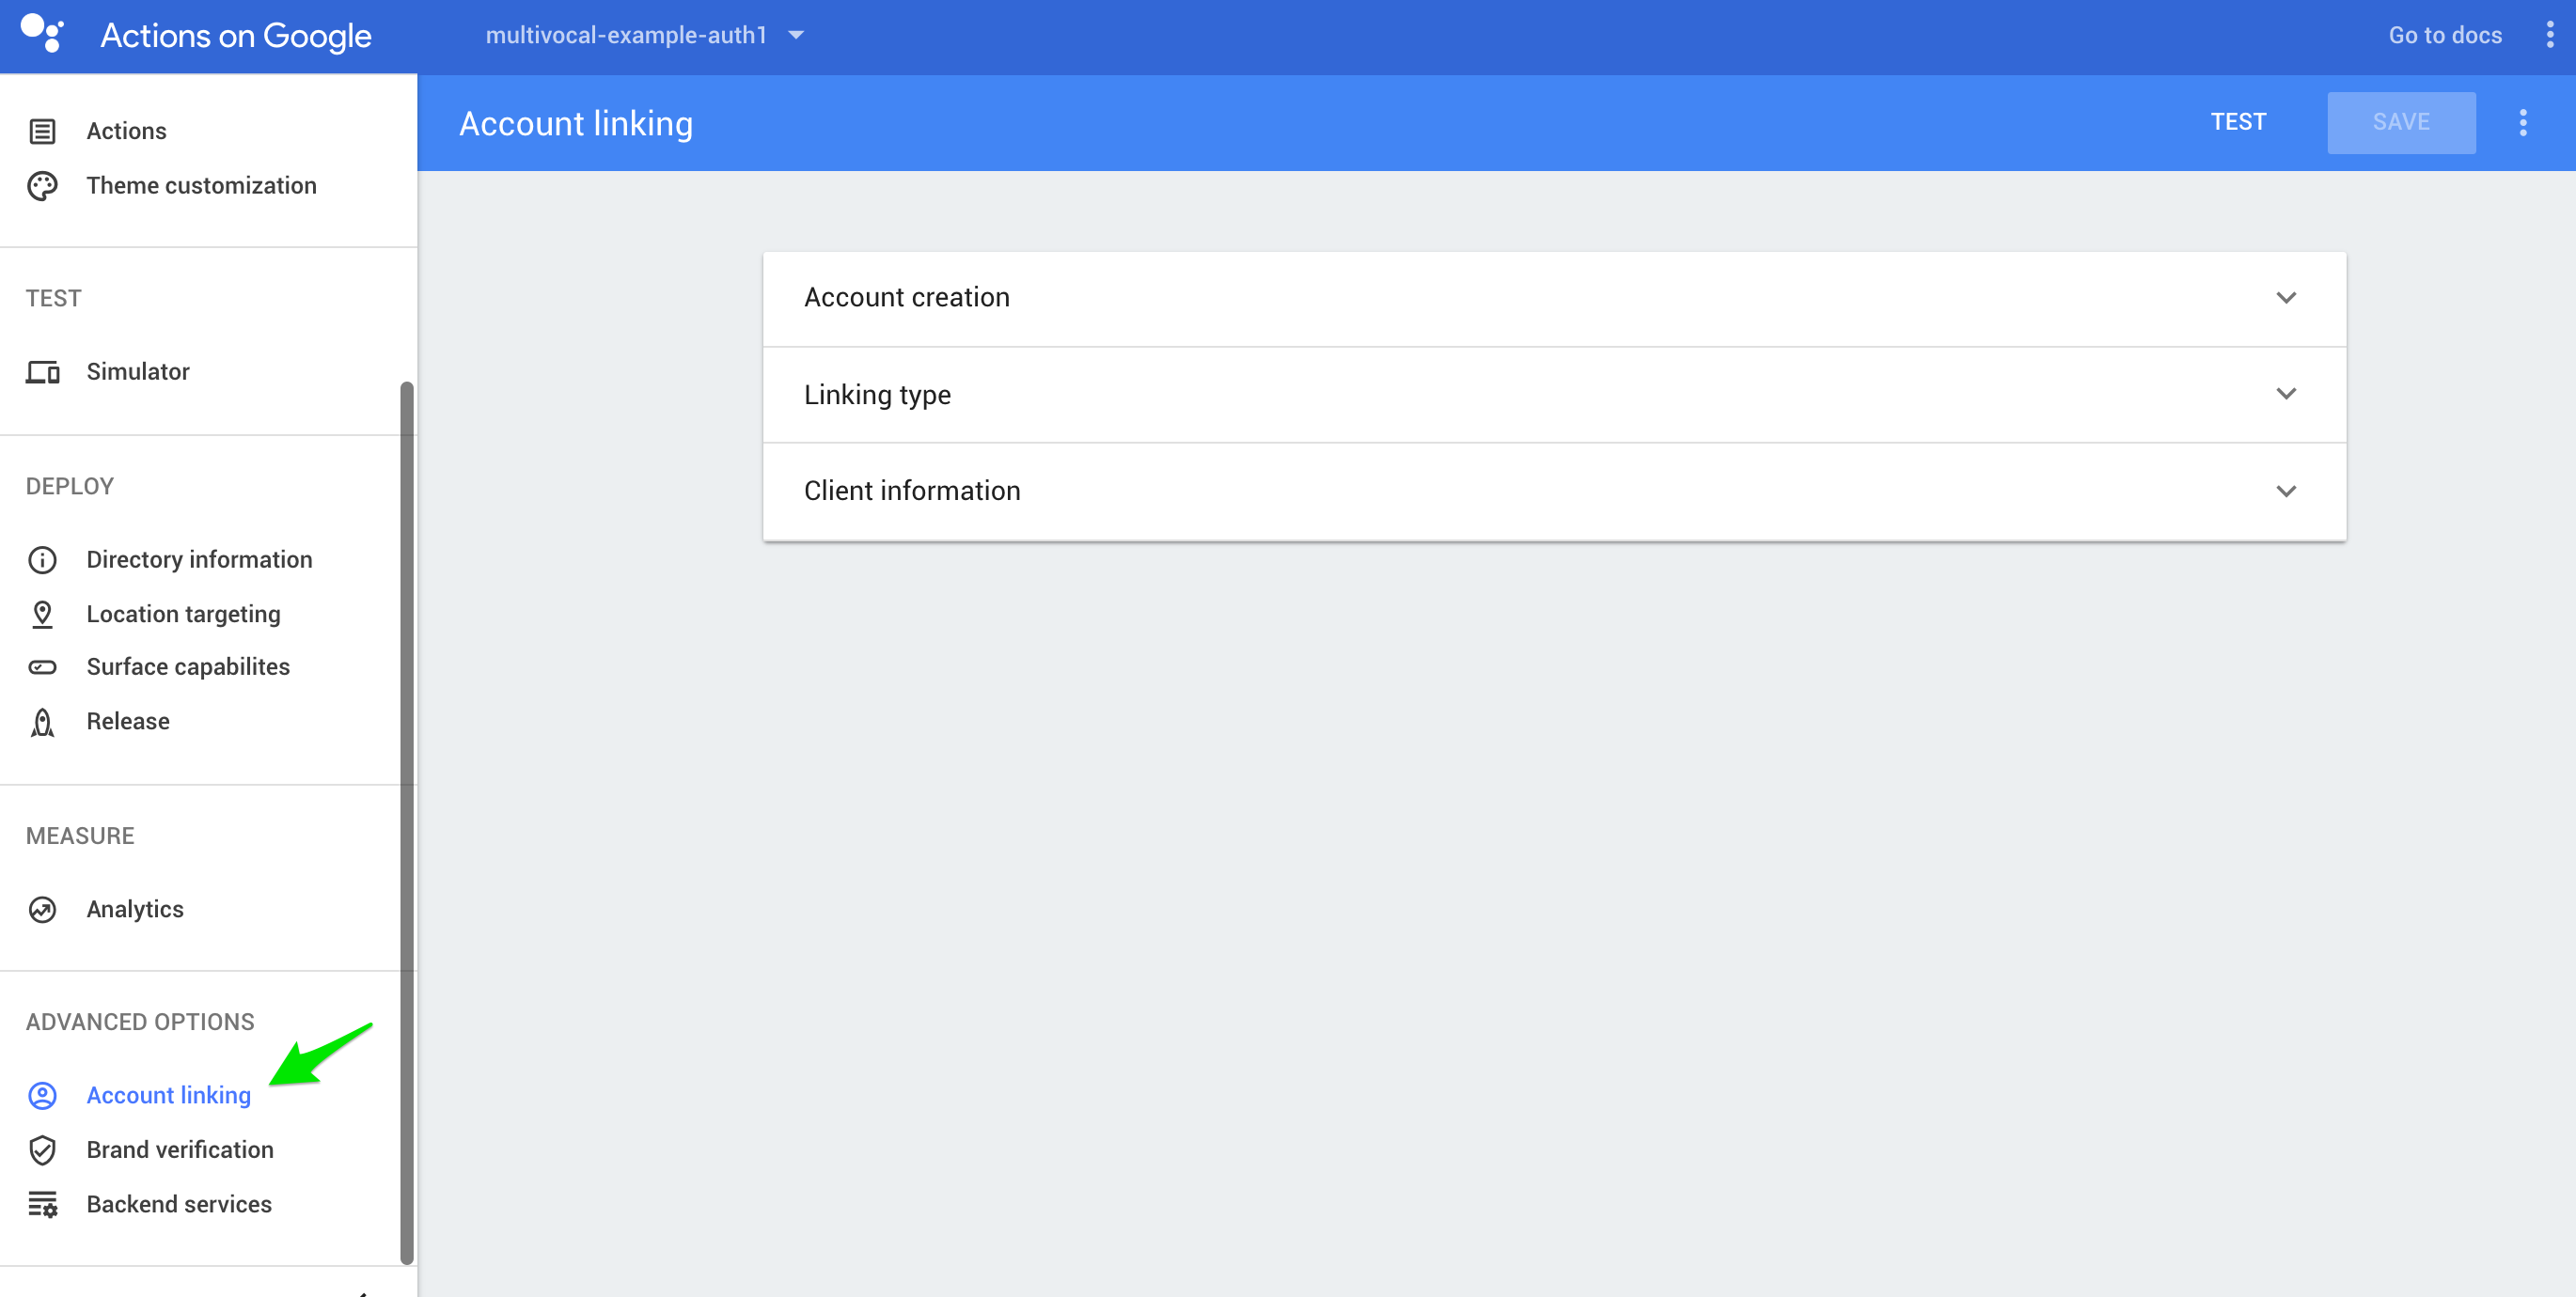 Actions on Google
multivocal-example-auth1
Go to docs
Account linking
TEST
SAVE
Actions
Theme customization
TEST
Simulator
DEPLOY
Directory information
Location targeting
Surface capabilites
Release
MEASURE
Analytics
ADVANCED OPTIONS
Account linking
Brand verification
Backend services
Account creation
Linking type
Client information